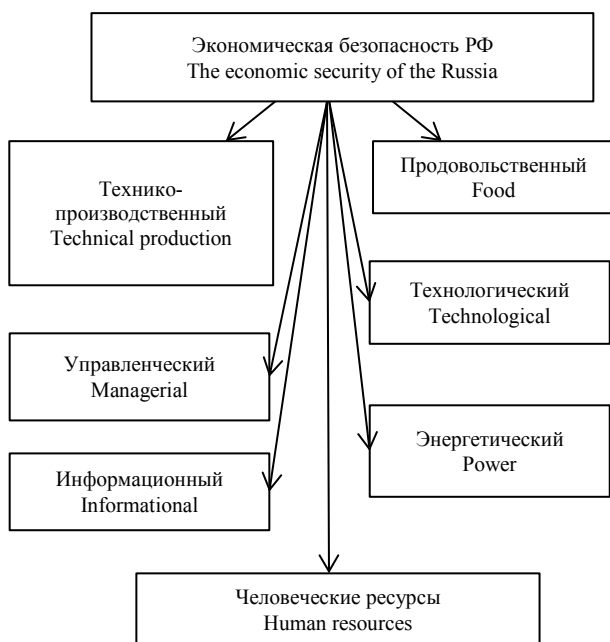 Экономическая безопасность РФ
The economic security of the Russia
Технико-
производственный
Technical production
Продовольственный
Food
Технологический
Technological
Управленческий
Managerial
Энергетический
Power
Информационный
Informational
Человеческие ресурсы
Human resources